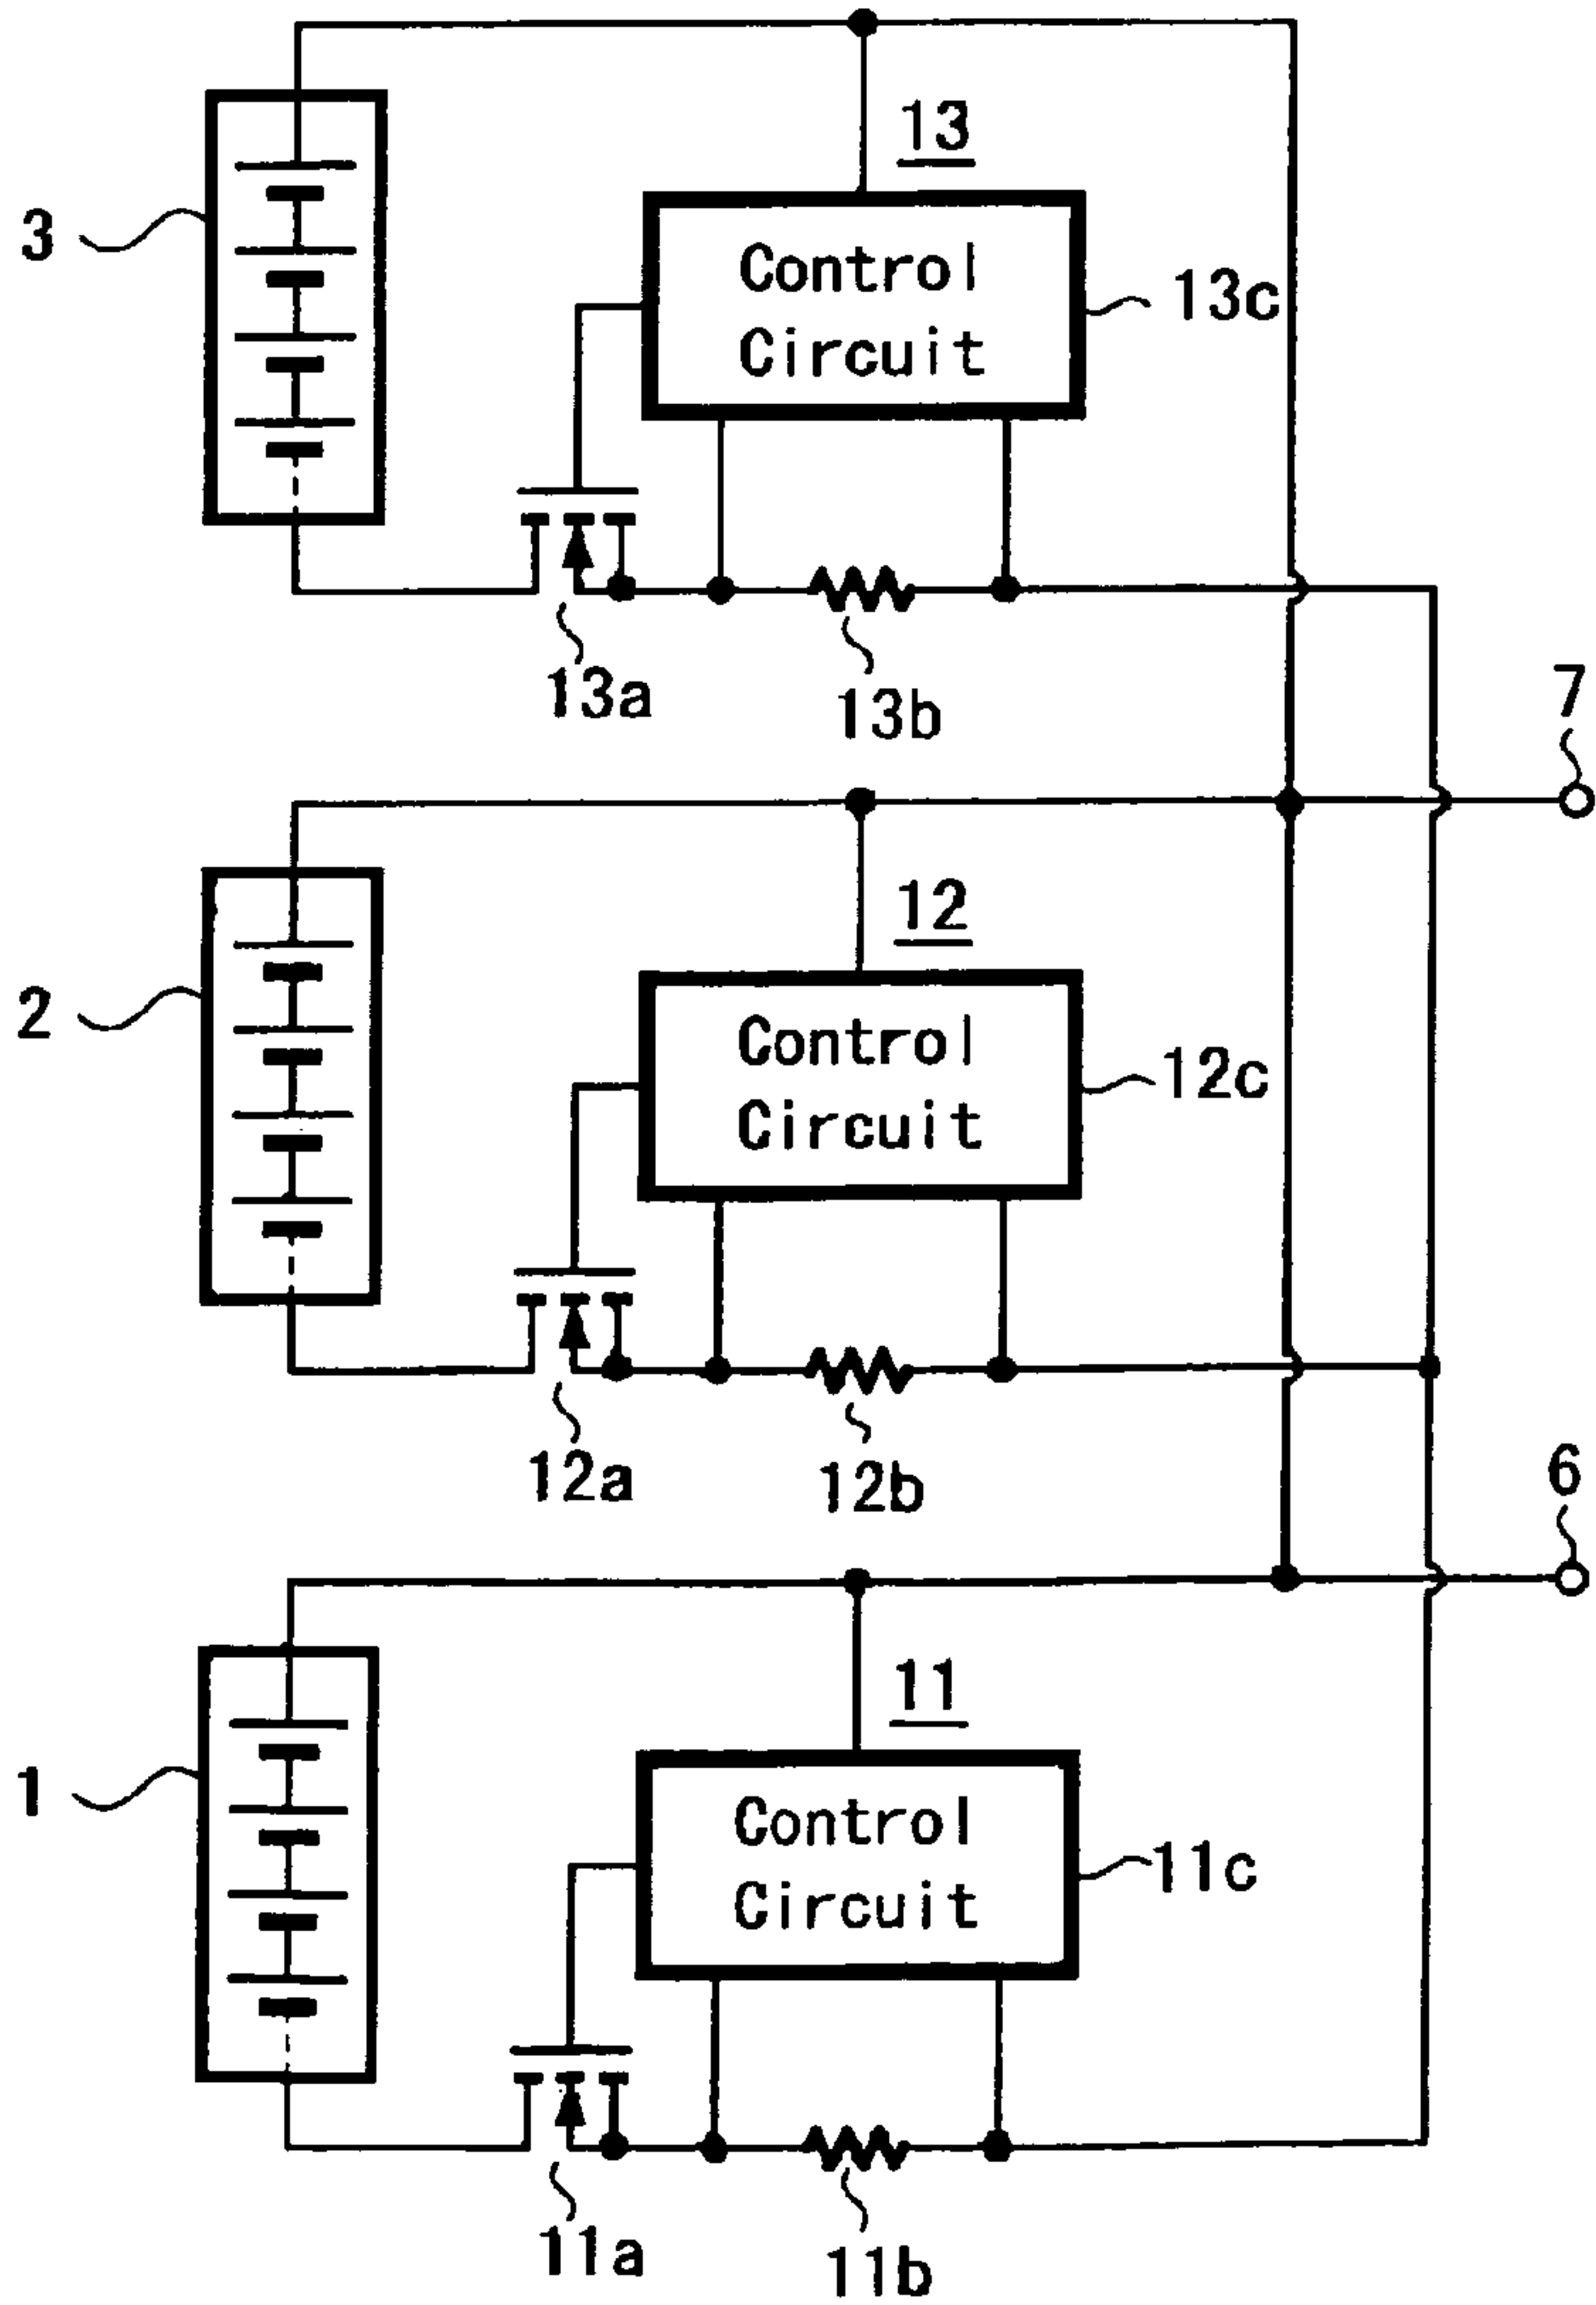 13
3
Control
Circuit
13c
13a
13b
7
12
2
Control
Circuit
12c
12a
12b
6
11
1
Control
Circuit
11c
11a
11b